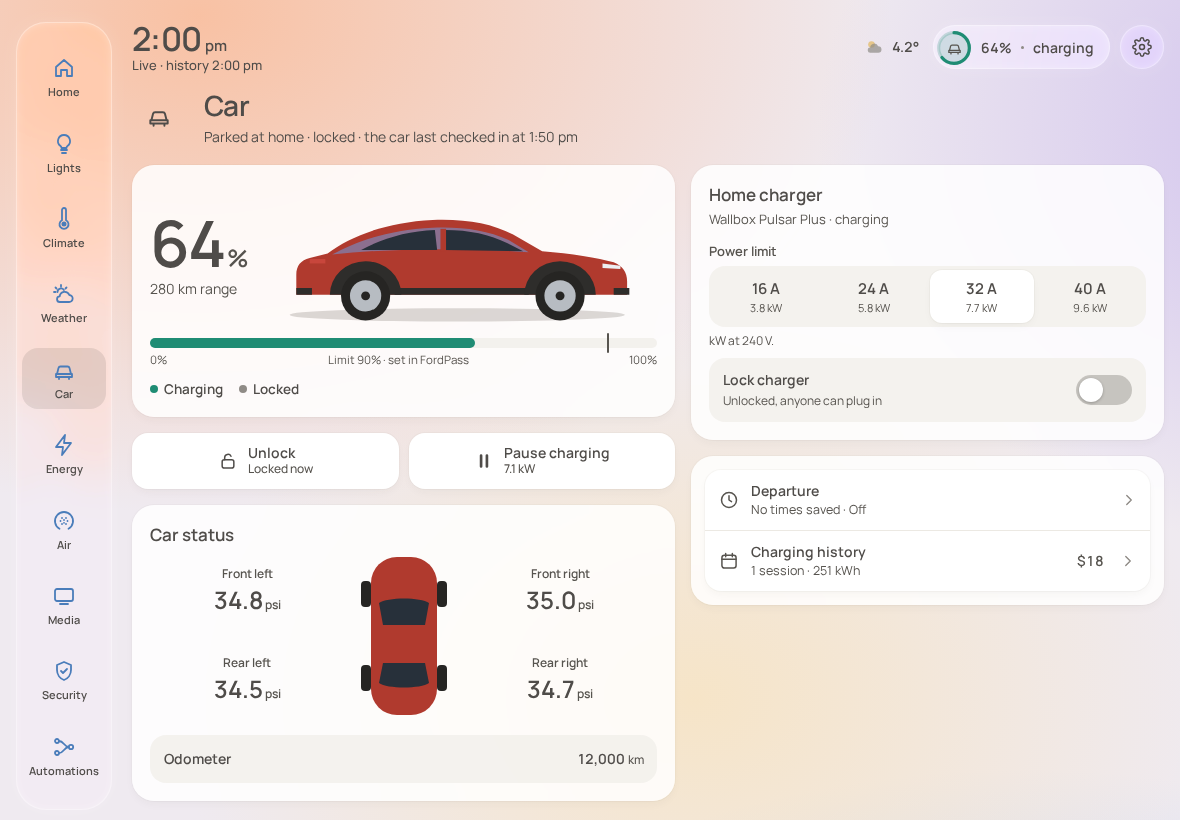 2:00 pm
Live · history 2:00 pm
4.2°
64% • charging
Home
Lights
Climate
Weather
Car
Energy
Air
Media
Security
Automations
Car
Parked at home · locked · the car last checked in at 1:50 pm
64%
280 km range
0%
Limit 90% · set in FordPass
100%
Charging
Locked
Unlock
Locked now
Pause charging
7.1 kW
Car status
Front left
34.8 psi
Front right
35.0 psi
Rear left
34.5 psi
Rear right
34.7 psi
Odometer
12,000 km
Home charger
Wallbox Pulsar Plus · charging
Power limit
16 A
3.8 kW
24 A
5.8 kW
32 A
7.7 kW
40 A
9.6 kW
kW at 240 V.
Lock charger
Unlocked, anyone can plug in
Departure
No times saved · Off
Charging history
1 session · 251 kWh
$18